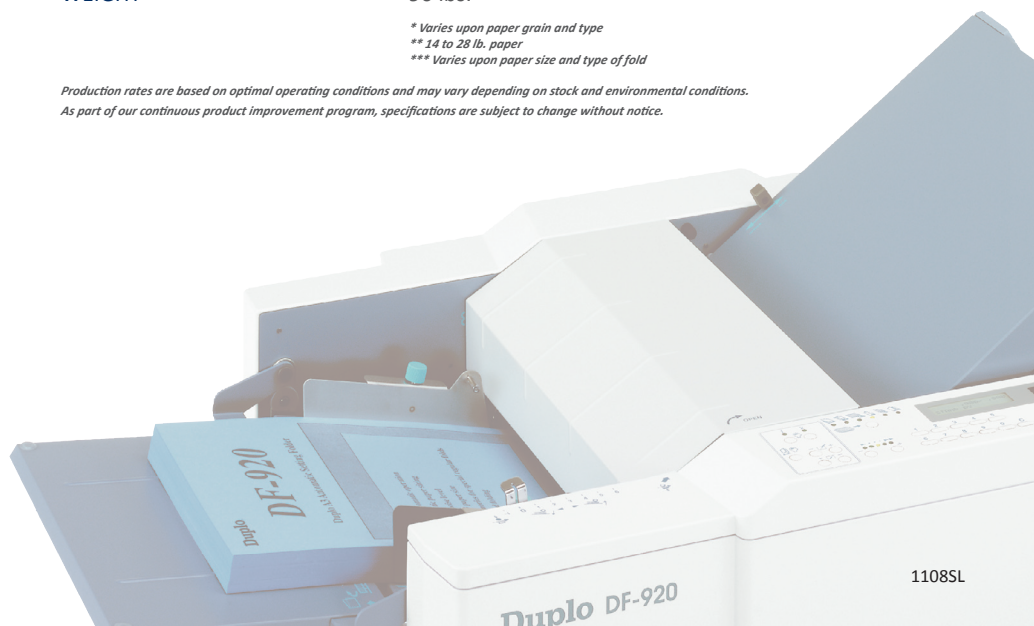 * Varies upon paper grain and type
** 14 to 28 lb. paper
*** Varies upon paper size and type of fold
Production rates are based on optimal operating conditions and may vary depending on stock and environmental conditions.
As part of our continuous product improvement program, specifications are subject to change without notice.
Duplo
DF-920
1108SL
Duplo DF-920